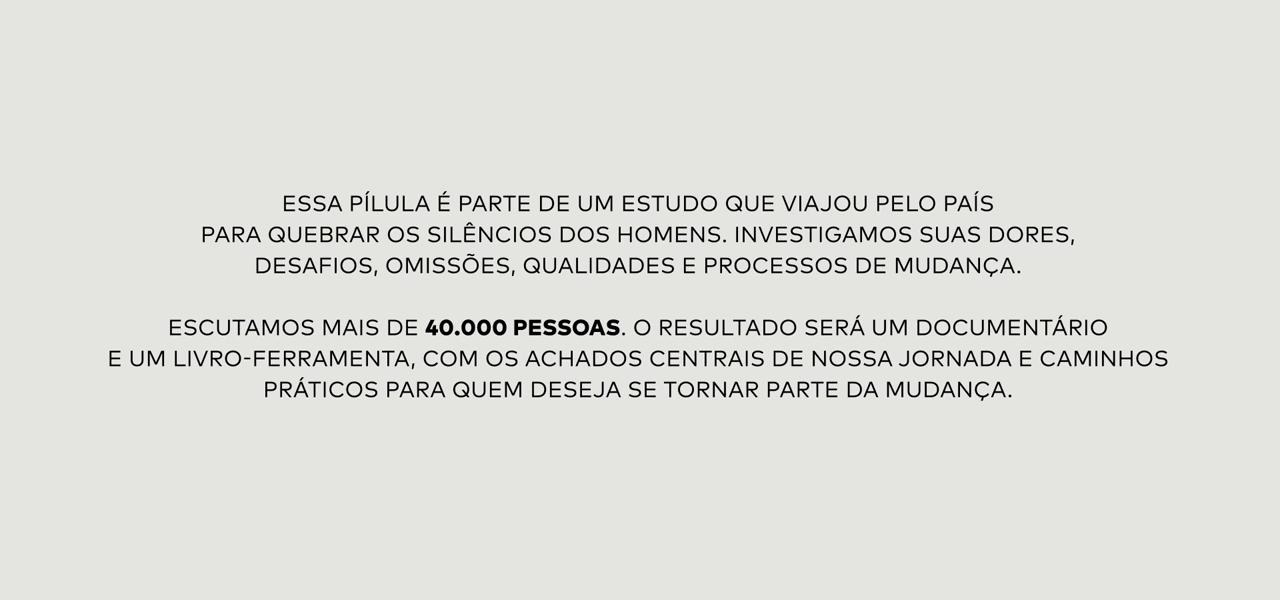 ESSA PÍLULA É PARTE DE UM ESTUDO QUE VIAJOU PELO PAÍS
PARA QUEBRAR OS SILÊNCIOS DOS HOMENS. INVESTIGAMOS SUAS DORES,
DESAFIOS, OMISSÕES, QUALIDADES E PROCESSOS DE MUDANÇA.
ESCUTAMOS MAIS DE 40.000 PESSOAS. O RESULTADO SERÁ UM DOCUMENTÁRIO
E UM LIVRO-FERRAMENTA, COM OS ACHADOS CENTRAIS DE NOSSA JORNADA E CAMINHOS
PRÁTICOS PARA QUEM DESEJA SE TORNAR PARTE DA MUDANÇA.